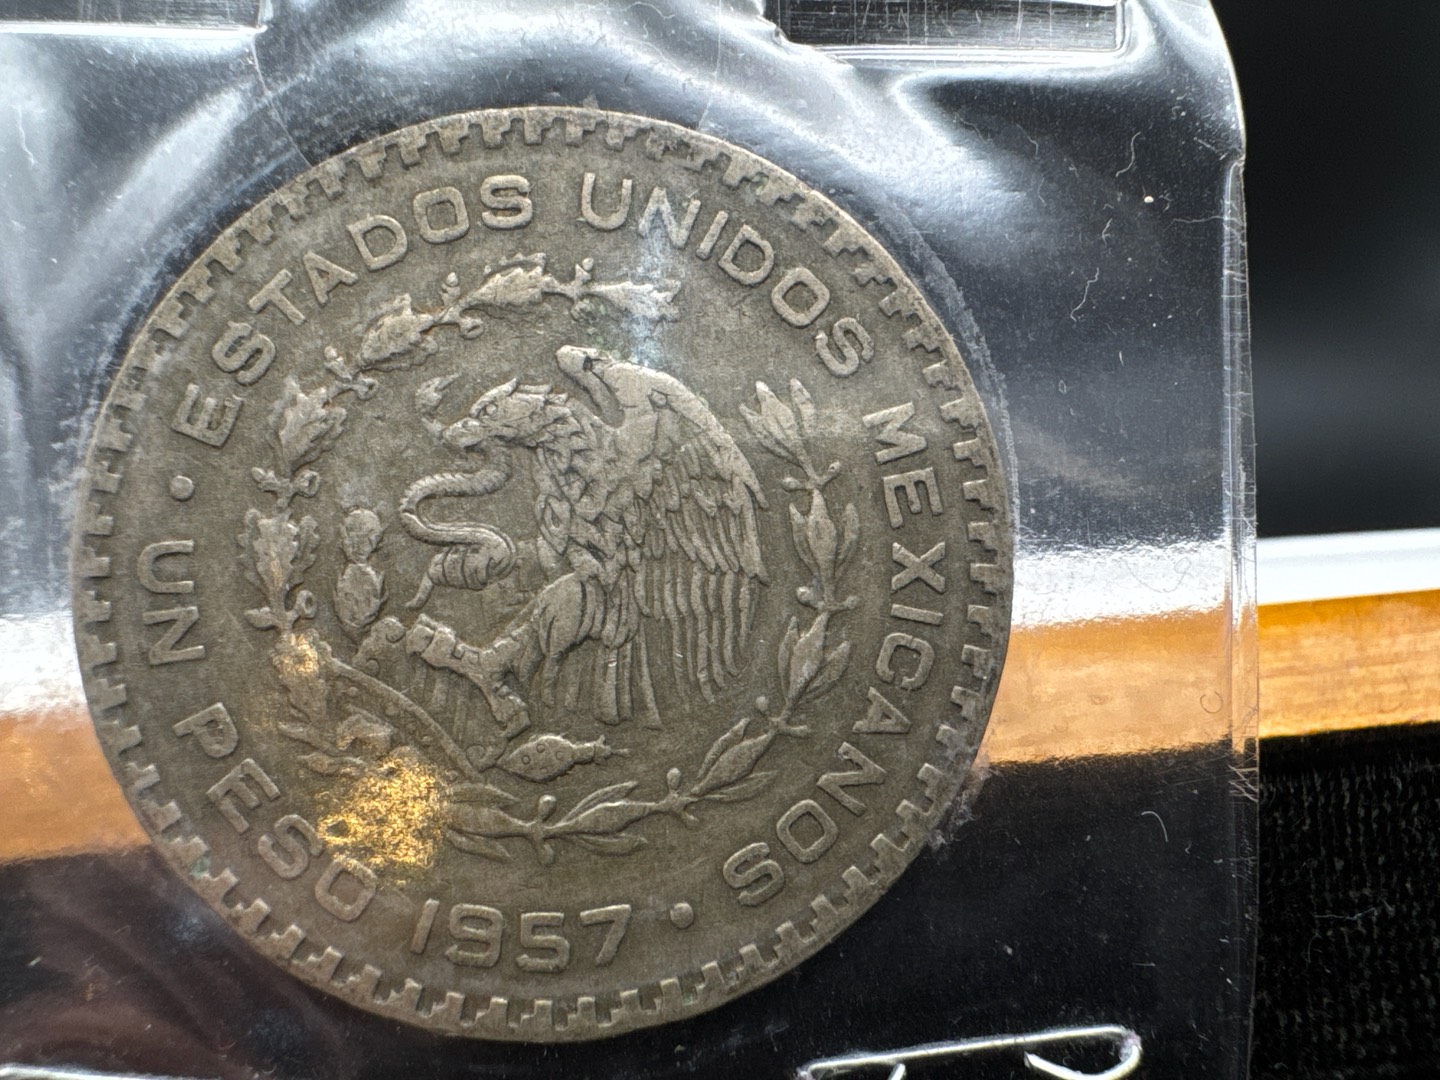 ESTADOS UNIDOS MEXICANOS
· UN PESO 1957 ·